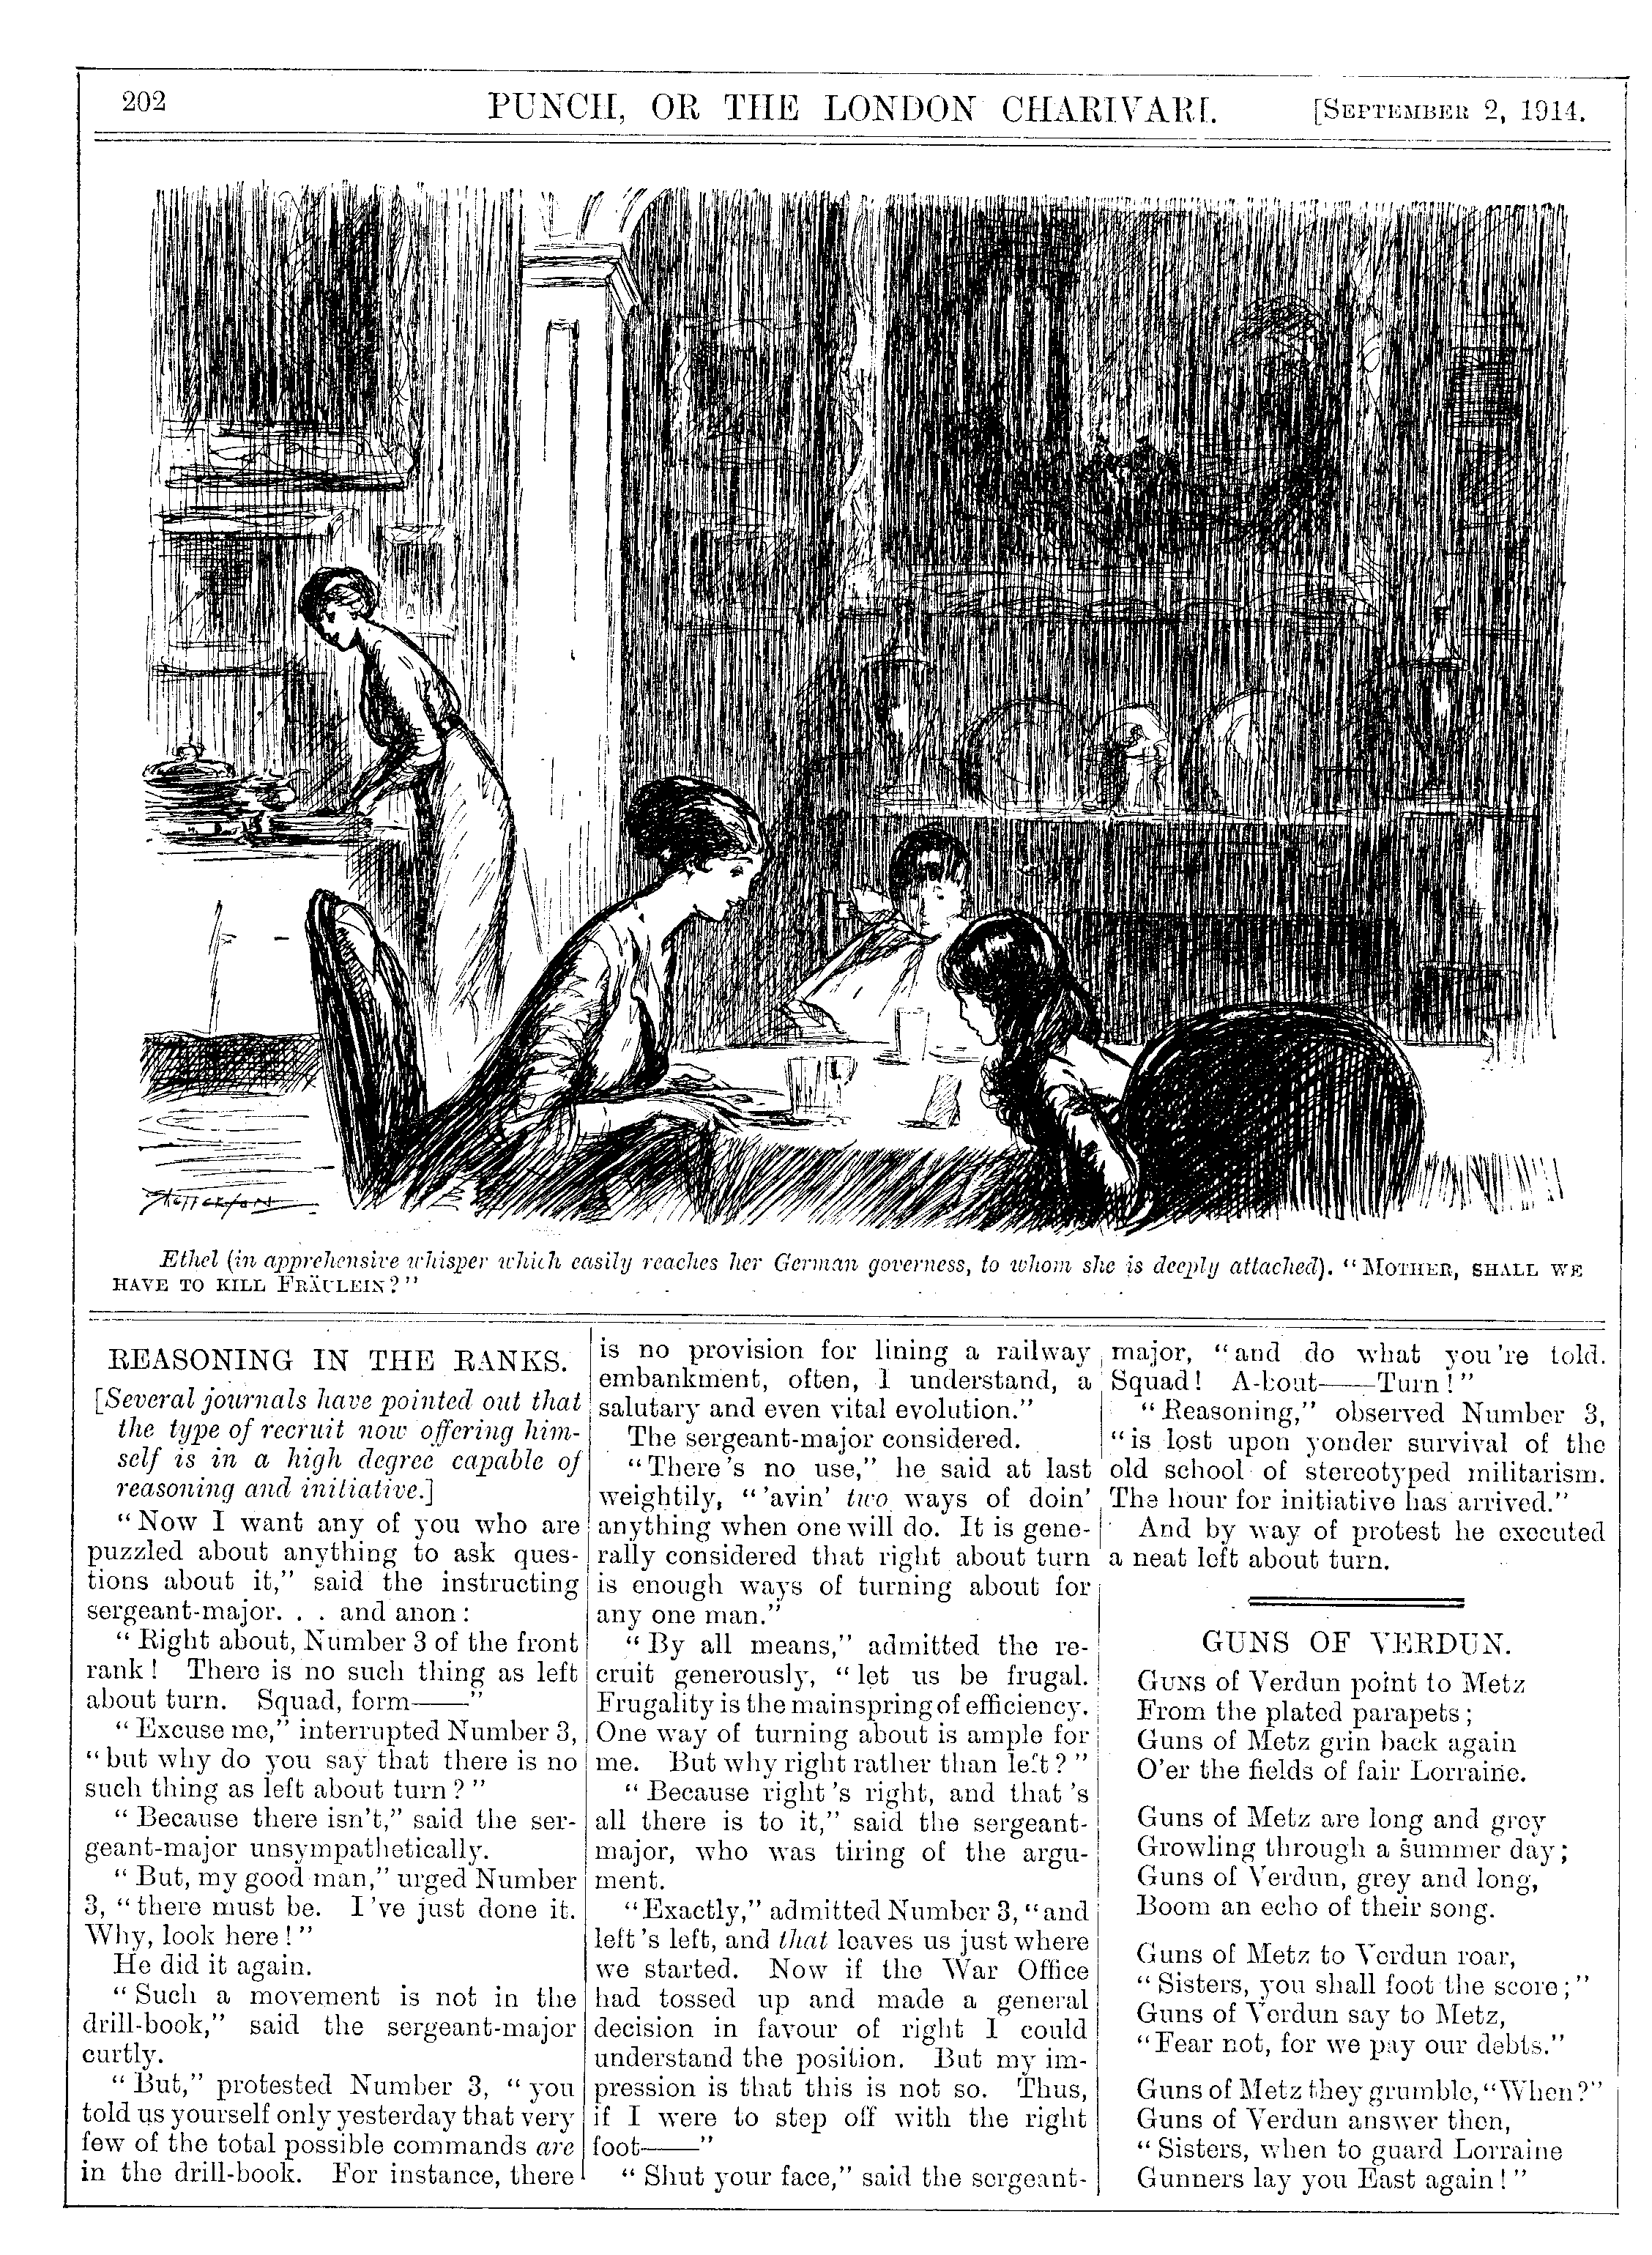 202
PUNCH, OR THE LONDON CHARIVARI.
[SEPTEMBER 2, 1914.
Ethel (in apprehensive whisper which easily reaches her German governess, to whom she is deeply attached). "MOTHER, SHALL WE
HAVE TO KILL FRÄULEIN?"
REASONING IN THE RANKS.
[Several journals have pointed out that
the type of recruit now offering him-
self is in a high degree capable of
reasoning and initiative.]
"Now I want any of you who are
puzzled about anything to ask ques-
tions about it," said the instructing
sergeant-major. . . and anon:
"Right about, Number 3 of the front
rank! There is no such thing as left
about turn. Squad, form——"
"Excuse me," interrupted Number 3,
"but why do you say that there is no
such thing as left about turn?"
"Because there isn't," said the ser-
geant-major unsympathetically.
"But, my good man," urged Number
3, "there must be. I've just done it.
Why, look here!"
He did it again.
"Such a movement is not in the
drill-book," said the sergeant-major
curtly.
"But," protested Number 3, "you
told us yourself only yesterday that very
few of the total possible commands are
in the drill-book. For instance, there
is no provision for lining a railway
embankment, often, I understand, a
salutary and even vital evolution."
The sergeant-major considered.
"There's no use," he said at last
weightily, "'avin' two ways of doin'
anything when one will do. It is gene-
rally considered that right about turn
is enough ways of turning about for
any one man."
"By all means," admitted the re-
cruit generously, "let us be frugal.
Frugality is the mainspring of efficiency.
One way of turning about is ample for
me. But why right rather than left?"
"Because right's right, and that's
all there is to it," said the sergeant-
major, who was tiring of the argu-
ment.
"Exactly," admitted Number 3, "and
left's left, and that leaves us just where
we started. Now if the War Office
had tossed up and made a general
decision in favour of right I could
understand the position. But my im-
pression is that this is not so. Thus,
if I were to step off with the right
foot——"
"Shut your face," said the sergeant-
major, "and do what you're told.
Squad! A-bout——Turn!"
"Reasoning," observed Number 3,
"is lost upon yonder survival of the
old school of stereotyped militarism.
The hour for initiative has arrived."
And by way of protest he executed
a neat left about turn.
GUNS OF VERDUN.
GUNS of Verdun point to Metz
From the plated parapets;
Guns of Metz grin back again
O'er the fields of fair Lorraine.
Guns of Metz are long and grey
Growling through a summer day;
Guns of Verdun, grey and long,
Boom an echo of their song.
Guns of Metz to Verdun roar,
"Sisters, you shall foot the score;"
Guns of Verdun say to Metz,
"Fear not, for we pay our debts."
Guns of Metz they grumble, "When?"
Guns of Verdun answer then,
"Sisters, when to guard Lorraine
Gunners lay you East again!"